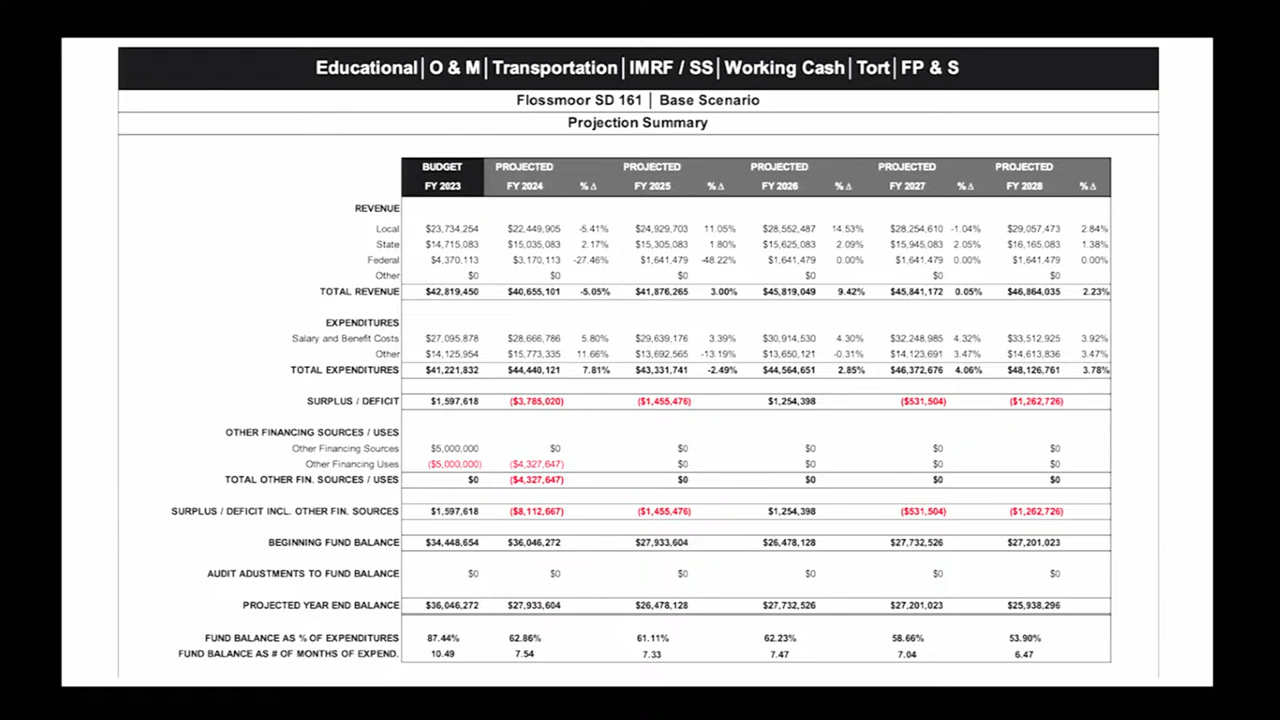 Educational | O & M | Transportation | IMRF / SS | Working Cash | Tort | FP & S
Flossmoor SD 161 | Base Scenario
Projection Summary
BUDGET PROJECTED PROJECTED PROJECTED PROJECTED PROJECTED
FY 2023 FY 2024 % Δ FY 2025 % Δ FY 2026 % Δ FY 2027 % Δ FY 2028 % Δ
REVENUE
Local $23,734,254 $22,449,905 -5.41% $24,929,703 11.05% $28,552,487 14.53% $28,254,610 -1.04% $29,057,473 2.84%
State $14,715,083 $15,035,083 2.17% $15,305,083 1.80% $15,625,083 2.09% $15,945,083 2.05% $16,165,083 1.38%
Federal $4,370,113 $3,170,113 -27.46% $1,641,479 -48.22% $1,641,479 0.00% $1,641,479 0.00% $1,641,479 0.00%
Other $0 $0 $0 $0 $0 $0
TOTAL REVENUE $42,819,450 $40,655,101 -5.05% $41,876,265 3.00% $45,819,049 9.42% $45,841,172 0.05% $46,864,035 2.23%
EXPENDITURES
Salary and Benefit Costs $27,095,878 $28,666,786 5.80% $29,639,176 3.39% $30,914,530 4.30% $32,248,985 4.32% $33,512,925 3.92%
Other $14,125,954 $15,773,335 11.66% $13,692,565 -13.19% $13,650,121 -0.31% $14,123,691 3.47% $14,613,836 3.47%
TOTAL EXPENDITURES $41,221,832 $44,440,121 7.81% $43,331,741 -2.49% $44,564,651 2.85% $46,372,676 4.06% $48,126,761 3.78%
SURPLUS / DEFICIT $1,597,618 ($3,785,020) ($1,455,476) $1,254,398 ($531,504) ($1,262,726)
OTHER FINANCING SOURCES / USES
Other Financing Sources $5,000,000 $0 $0 $0 $0 $0
Other Financing Uses ($5,000,000) ($4,327,647) $0 $0 $0 $0
TOTAL OTHER FIN. SOURCES / USES $0 ($4,327,647) $0 $0 $0 $0
SURPLUS / DEFICIT INCL. OTHER FIN. SOURCES $1,597,618 ($8,112,667) ($1,455,476) $1,254,398 ($531,504) ($1,262,726)
BEGINNING FUND BALANCE $34,448,654 $36,046,272 $27,933,604 $26,478,128 $27,732,526 $27,201,023
AUDIT ADUSTMENTS TO FUND BALANCE $0 $0 $0 $0 $0 $0
PROJECTED YEAR END BALANCE $36,046,272 $27,933,604 $26,478,128 $27,732,526 $27,201,023 $25,938,296
FUND BALANCE AS % OF EXPENDITURES 87.44% 62.86% 61.11% 62.23% 58.66% 53.90%
FUND BALANCE AS # OF MONTHS OF EXPEND. 10.49 7.54 7.33 7.47 7.04 6.47